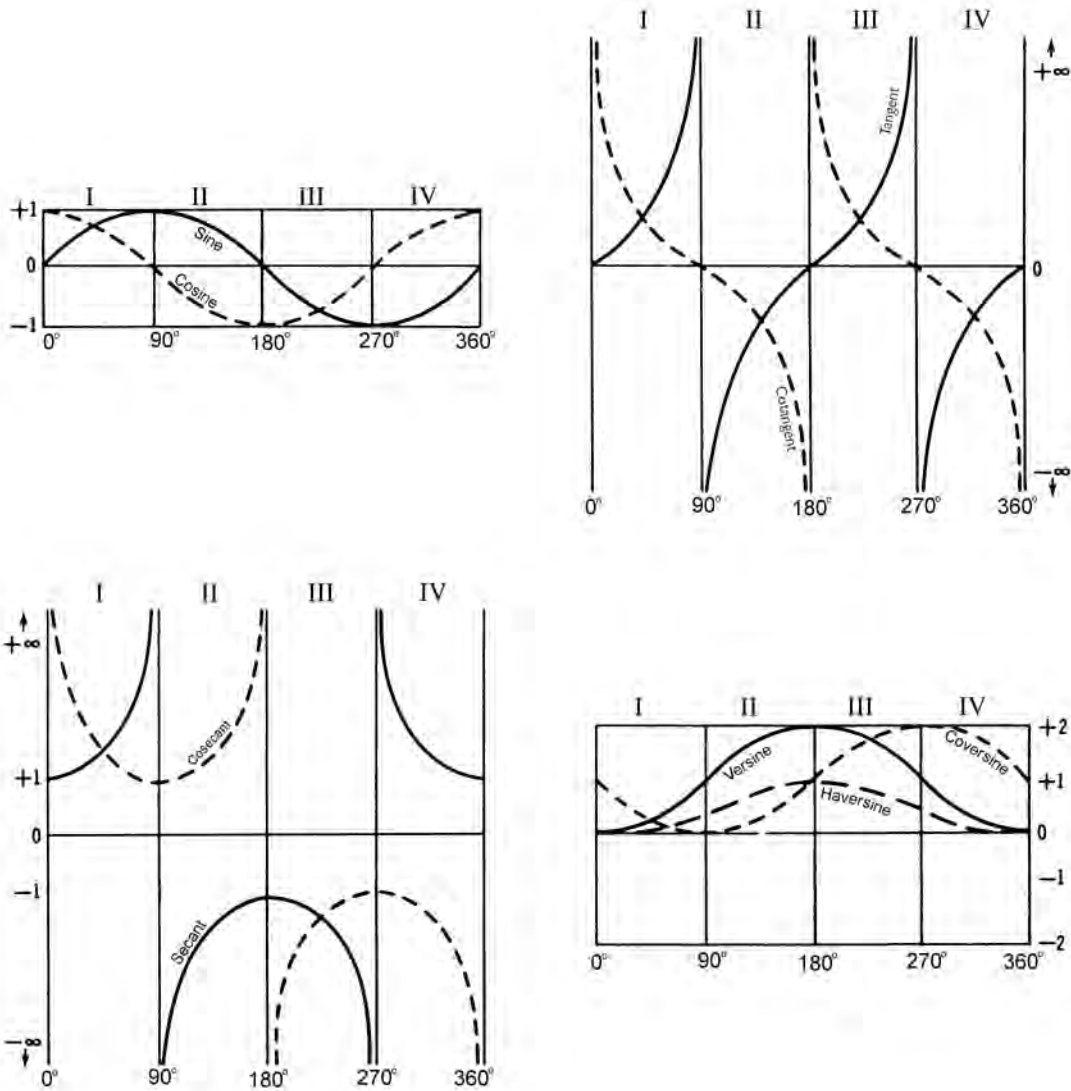 I II III IV
+1
0
−1
Sine
Cosine
0° 90° 180° 270° 360°
I II III IV
+∞
0
−∞
Tangent
Cotangent
0° 90° 180° 270° 360°
I II III IV
+∞
+1
0
−1
−∞
Cosecant
Secant
0° 90° 180° 270° 360°
I II III IV
+2
+1
0
−1
−2
Versine
Coversine
Haversine
0° 90° 180° 270° 360°